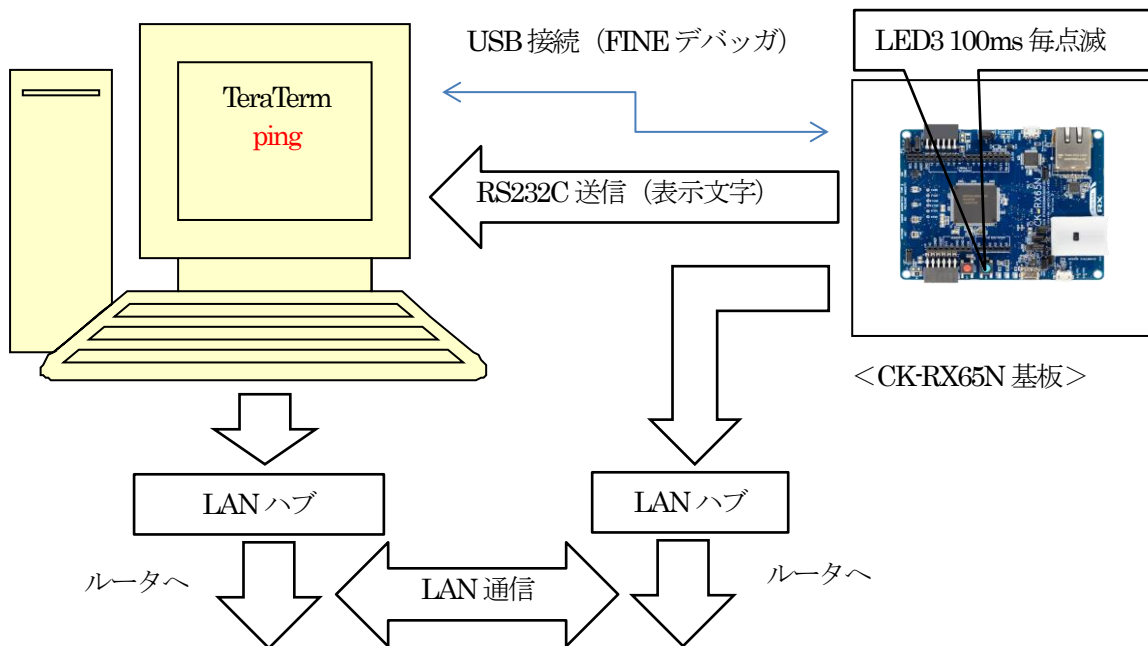 USB 接続（FINE デバッガ）
LED3 100ms 毎点滅
TeraTerm
ping
RS232C 送信（表示文字）
CK-RX65N
＜CK-RX65N 基板＞
LAN ハブ
LAN ハブ
ルータへ
LAN 通信
ルータへ